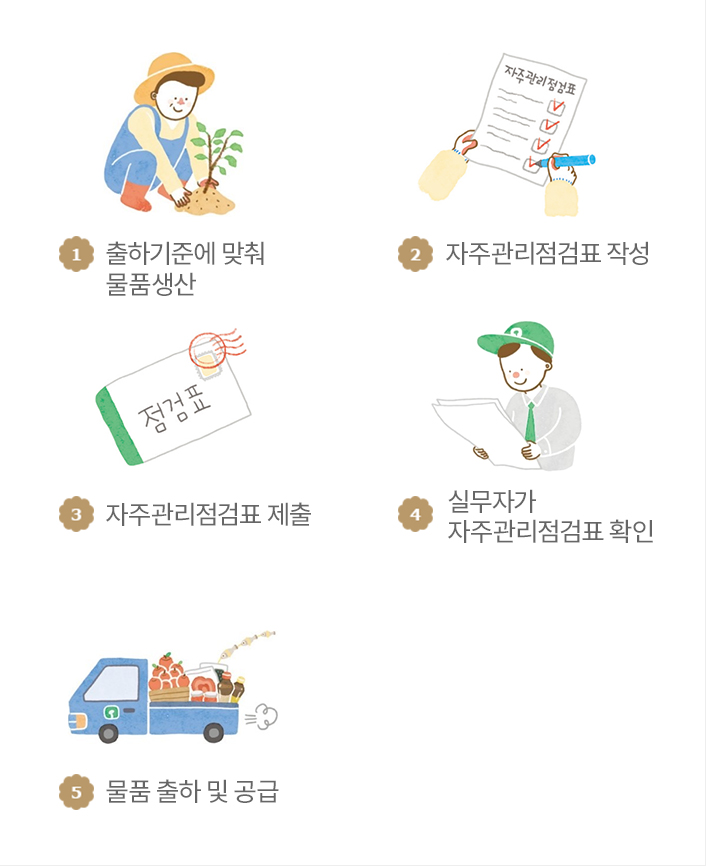 자주관리점검표
1 출하기준에 맞춰
물품생산
2 자주관리점검표 작성
점검표
3 자주관리점검표 제출
4 실무자가
자주관리점검표 확인
5 물품 출하 및 공급